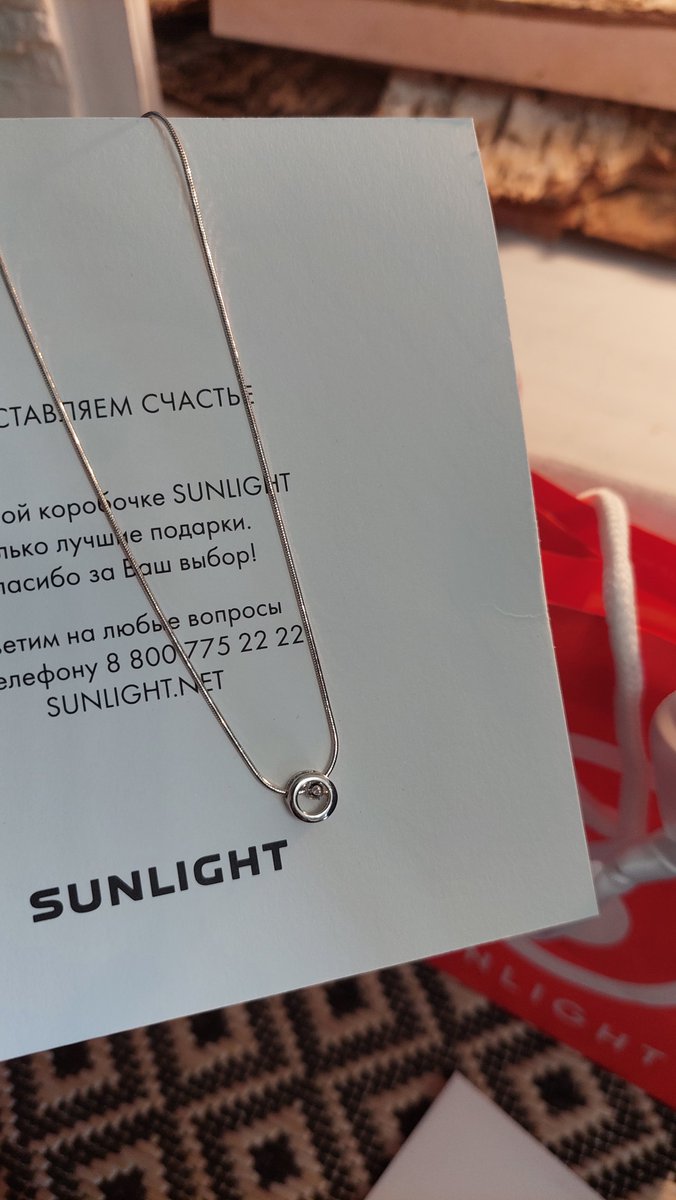 СТАВЛЯЕМ СЧАСТЬЕ
ой коробочке SUNLIGHT
лько лучшие подарки.
пасибо за Ваш выбор!
ветим на любые вопросы
елефону 8 800 775 22 22
SUNLIGHT.NET
SUNLIGHT
NLIGHT